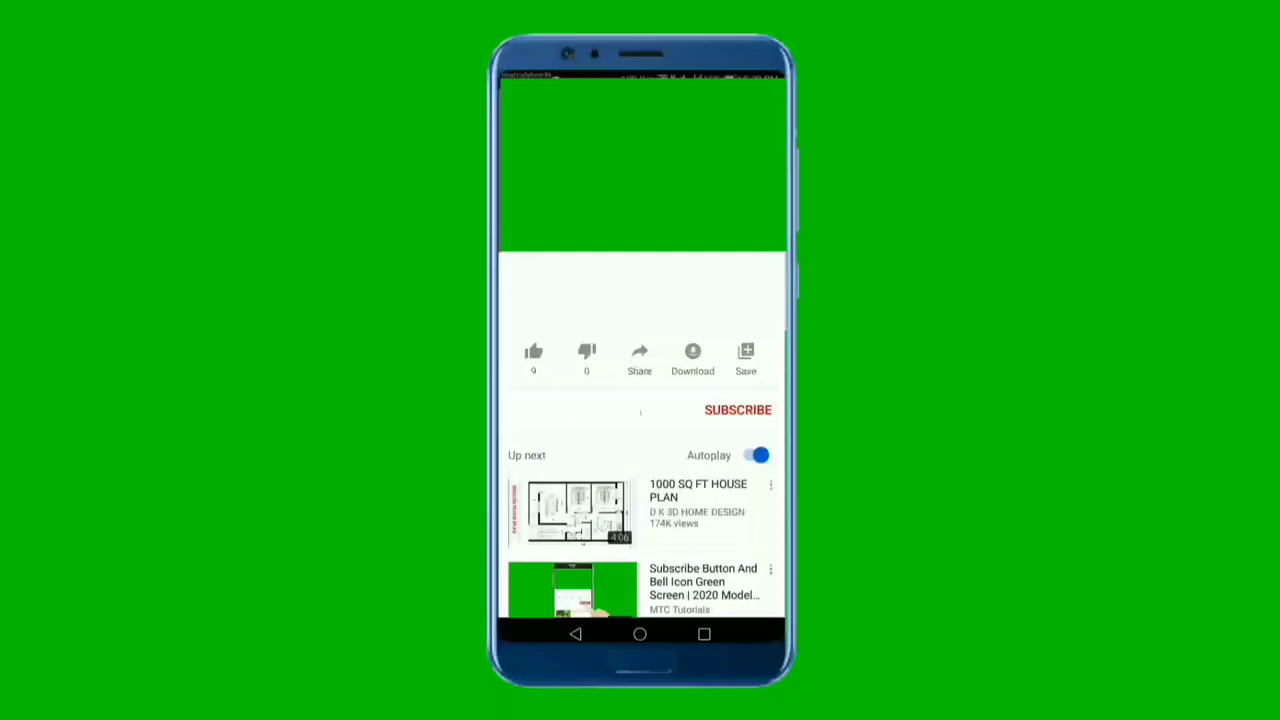 9
0
Share
Download
Save
SUBSCRIBE
Up next
Autoplay
1000 SQ FT HOUSE
PLAN
D K 3D HOME DESIGN
174K views
4:06
Subscribe Button And
Bell Icon Green
Screen | 2020 Model...
MTC Tutorials